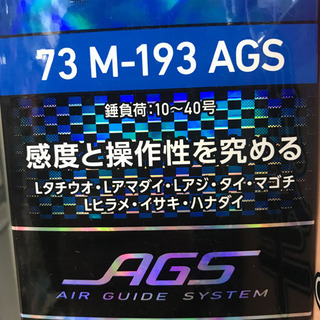 73 M-193 AGS
錘負荷:10〜40号
感度と操作性を究める
Lタチウオ・Lアマダイ・Lアジ・タイ・マゴチ
Lヒラメ・イサキ・ハナダイ
AGS
AIR GUIDE SYSTEM